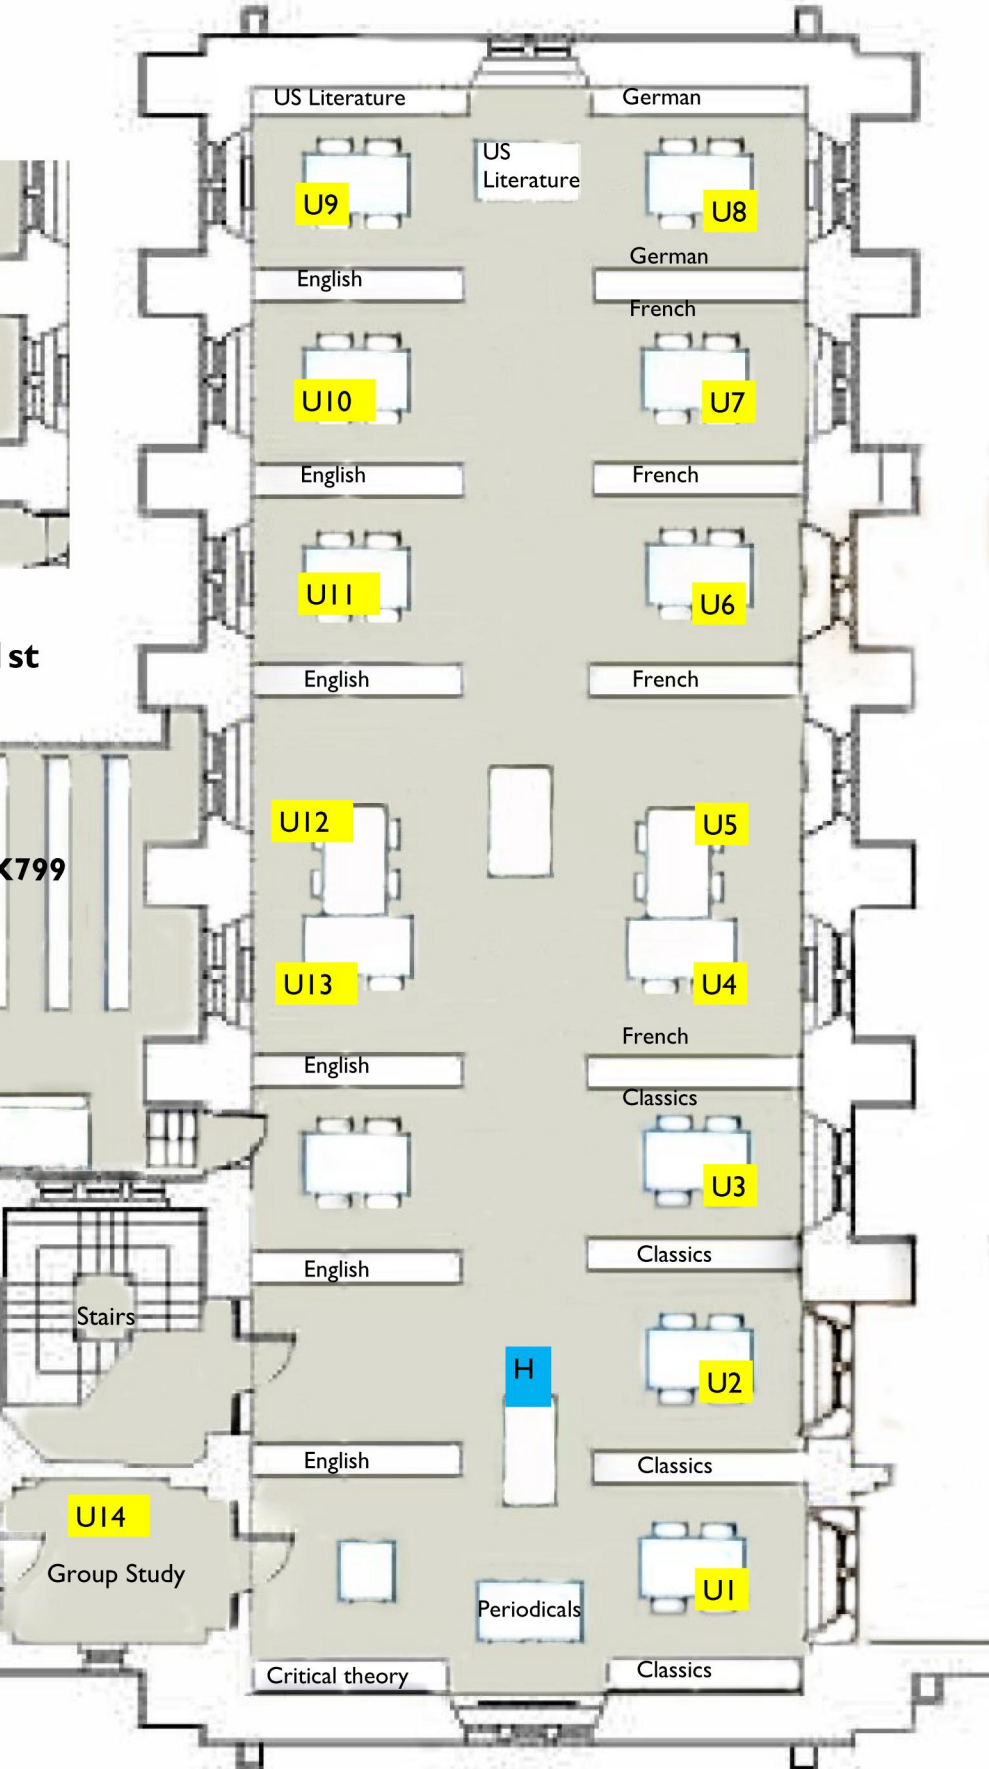 US Literature
German
US
Literature
U9
U8
German
English
French
U10
U7
English
French
U11
U6
1st
English
French
U12
U5
X799
U13
U4
French
English
Classics
U3
Classics
English
Stairs
H
U2
English
Classics
U14
Group Study
U1
Periodicals
Critical theory
Classics